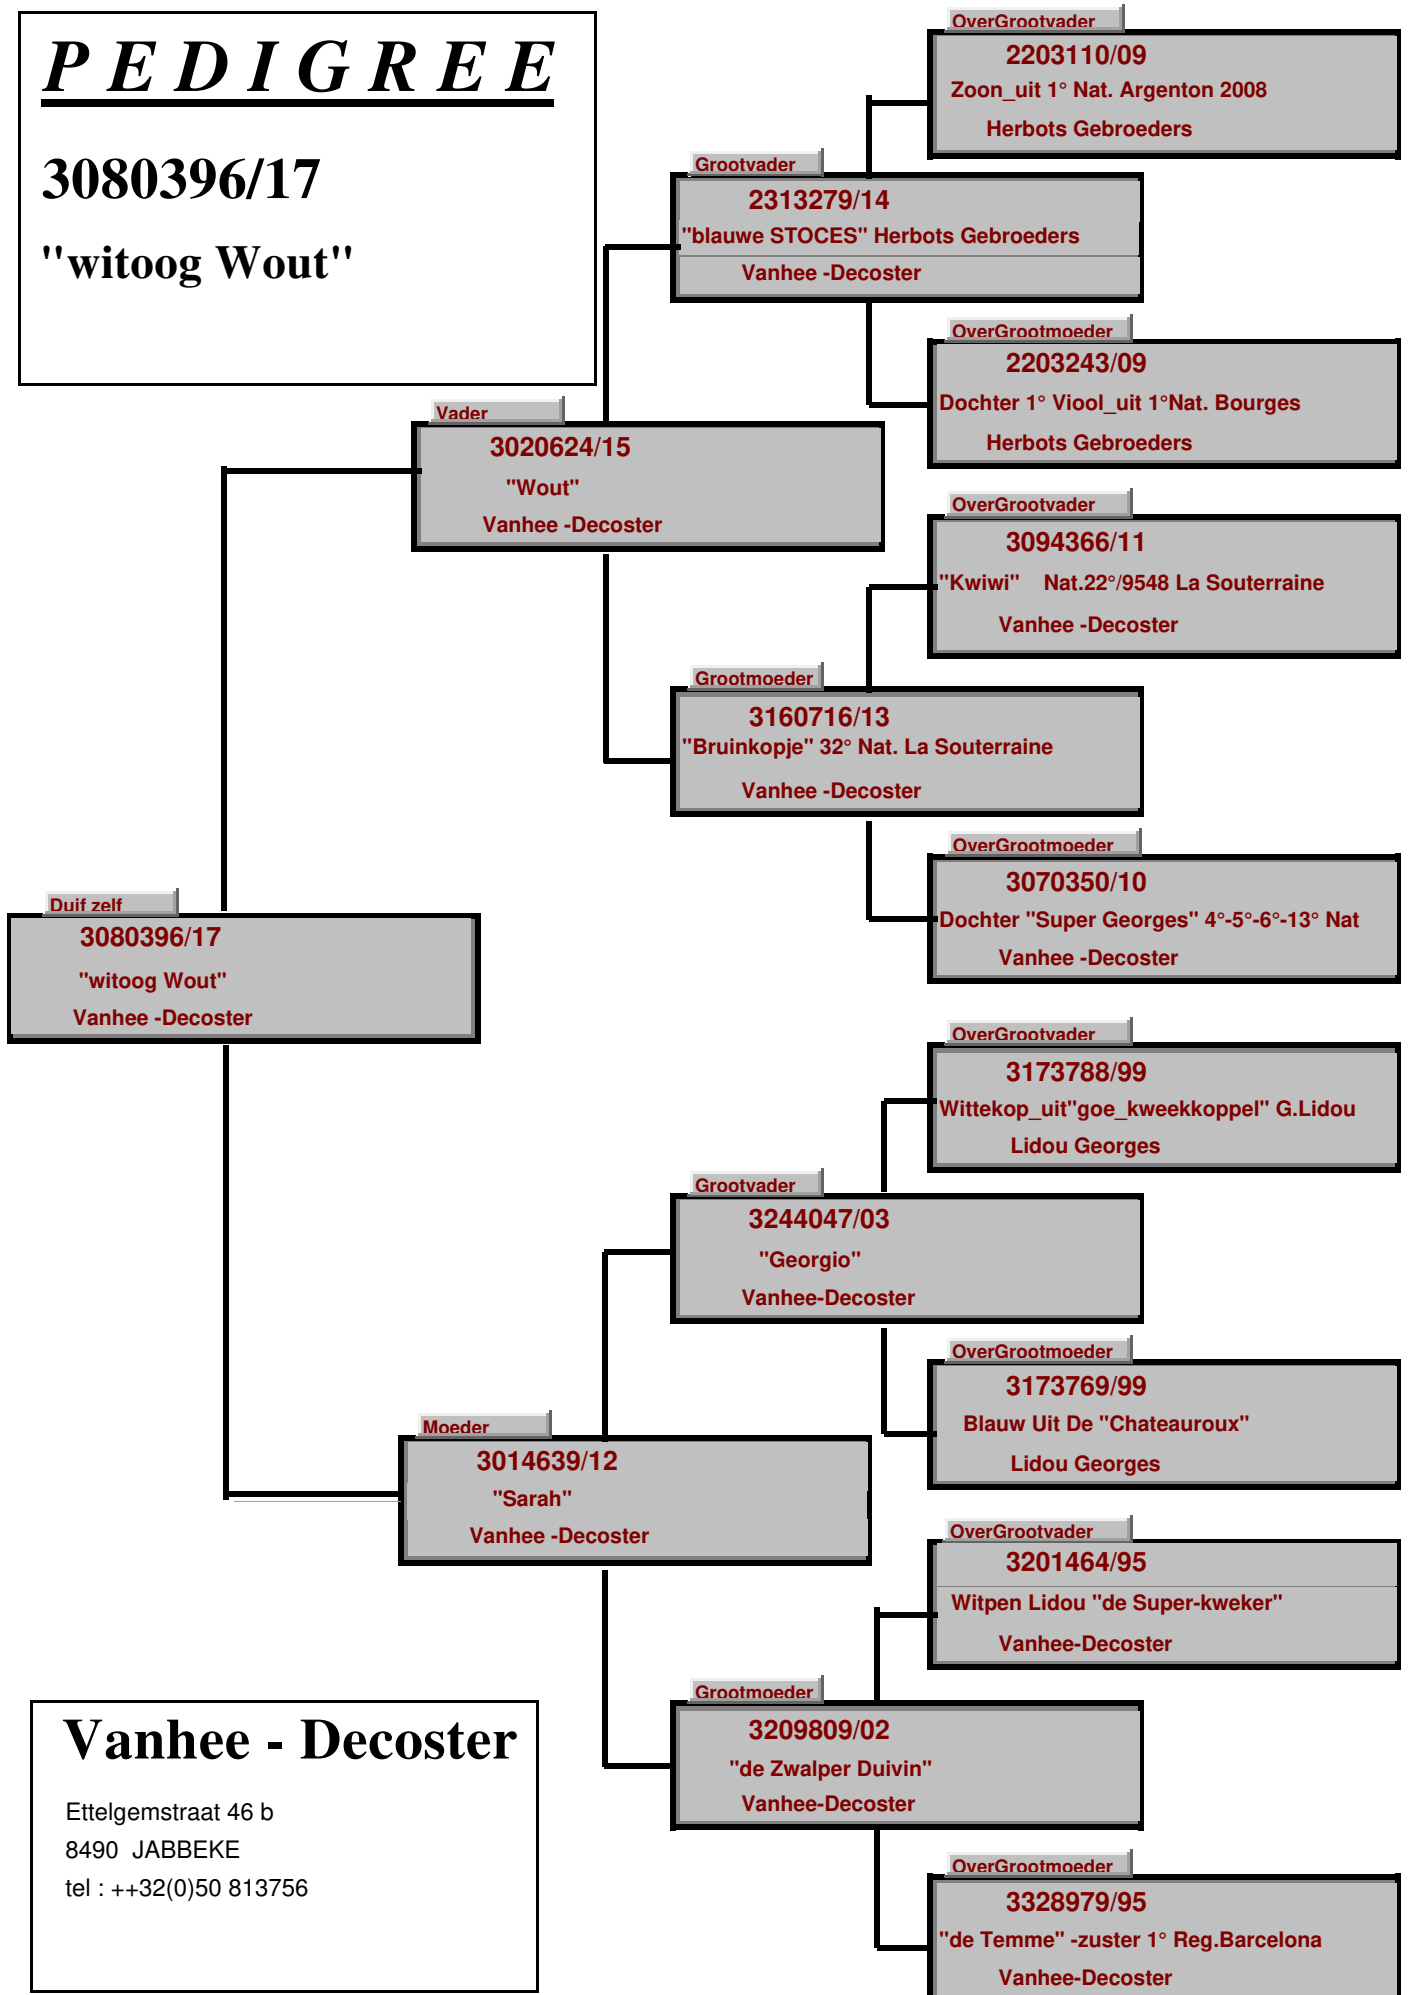 P E D I G R E E
3080396/17
"witoog Wout"
OverGrootvader
2203110/09
Zoon_uit 1° Nat. Argenton 2008
Herbots Gebroeders
Grootvader
2313279/14
"blauwe STOCES" Herbots Gebroeders
Vanhee -Decoster
OverGrootmoeder
2203243/09
Dochter 1° Viool_uit 1°Nat. Bourges
Herbots Gebroeders
Vader
3020624/15
"Wout"
Vanhee -Decoster
OverGrootvader
3094366/11
"Kwiwi" Nat.22°/9548 La Souterraine
Vanhee -Decoster
Grootmoeder
3160716/13
"Bruinkopje" 32° Nat. La Souterraine
Vanhee -Decoster
OverGrootmoeder
3070350/10
Dochter "Super Georges" 4°-5°-6°-13° Nat
Vanhee -Decoster
Duif zelf
3080396/17
"witoog Wout"
Vanhee -Decoster
OverGrootvader
3173788/99
Wittekop_uit"goe_kweekkoppel" G.Lidou
Lidou Georges
Grootvader
3244047/03
"Georgio"
Vanhee-Decoster
OverGrootmoeder
3173769/99
Blauw Uit De "Chateauroux"
Lidou Georges
Moeder
3014639/12
"Sarah"
Vanhee -Decoster
OverGrootvader
3201464/95
Witpen Lidou "de Super-kweker"
Vanhee-Decoster
Grootmoeder
3209809/02
"de Zwalper Duivin"
Vanhee-Decoster
OverGrootmoeder
3328979/95
"de Temme" -zuster 1° Reg.Barcelona
Vanhee-Decoster
Vanhee - Decoster
Ettelgemstraat 46 b
8490 JABBEKE
tel : ++32(0)50 813756